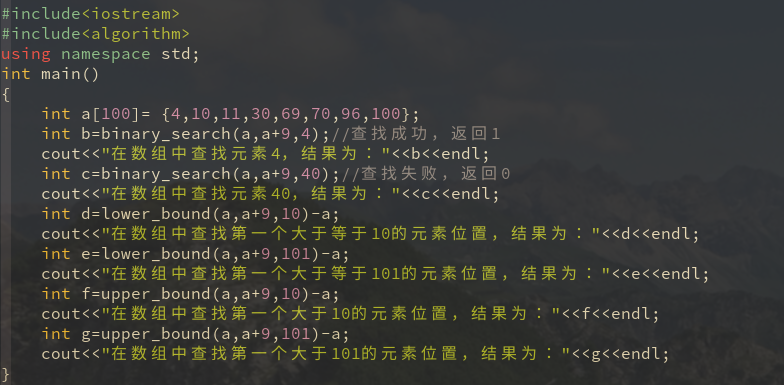 #include<iostream>
#include<algorithm>
using namespace std;
int main()
{
    int a[100]= {4,10,11,30,69,70,96,100};
    int b=binary_search(a,a+9,4);//查找成功，返回1
    cout<<"在数组中查找元素4，结果为："<<b<<endl;
    int c=binary_search(a,a+9,40);//查找失败，返回0
    cout<<"在数组中查找元素40，结果为："<<c<<endl;
    int d=lower_bound(a,a+9,10)-a;
    cout<<"在数组中查找第一个大于等于10的元素位置，结果为："<<d<<endl;
    int e=lower_bound(a,a+9,101)-a;
    cout<<"在数组中查找第一个大于等于101的元素位置，结果为："<<e<<endl;
    int f=upper_bound(a,a+9,10)-a;
    cout<<"在数组中查找第一个大于10的元素位置，结果为："<<f<<endl;
    int g=upper_bound(a,a+9,101)-a;
    cout<<"在数组中查找第一个大于101的元素位置，结果为："<<g<<endl;
}